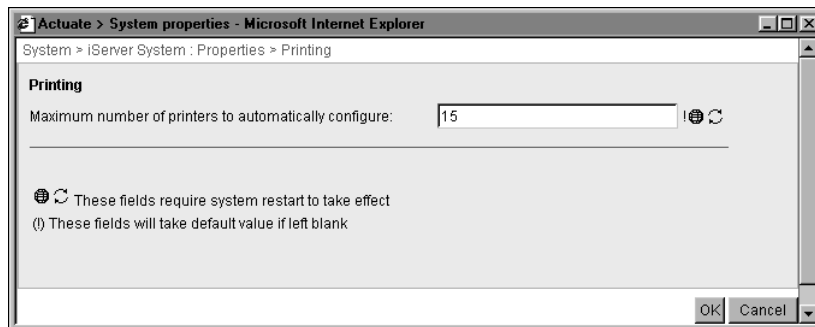 Actuate > System properties - Microsoft Internet Explorer
System > iServer System : Properties > Printing
Printing
Maximum number of printers to automatically configure: 15 !
These fields require system restart to take effect
(!) These fields will take default value if left blank
OK Cancel